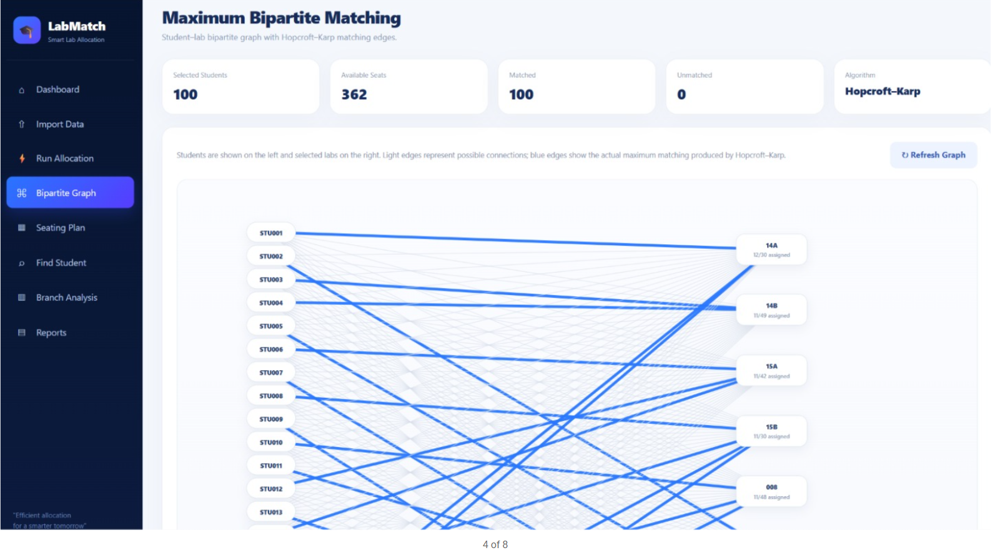 LabMatch
Smart Lab Allocation
Dashboard
Import Data
Run Allocation
Bipartite Graph
Seating Plan
Find Student
Branch Analysis
Reports
"Efficient allocation
for a smarter tomorrow"
Maximum Bipartite Matching
Student–lab bipartite graph with Hopcroft–Karp matching edges.
Selected Students
100
Available Seats
362
Matched
100
Unmatched
0
Algorithm
Hopcroft–Karp
Students are shown on the left and selected labs on the right. Light edges represent possible connections; blue edges show the actual maximum matching produced by Hopcroft–Karp.
↻ Refresh Graph
STU001
STU002
STU003
STU004
STU005
STU006
STU007
STU008
STU009
STU010
STU011
STU012
STU013
14A
12/30 assigned
14B
11/49 assigned
15A
11/42 assigned
15B
11/30 assigned
008
11/48 assigned
4 of 8